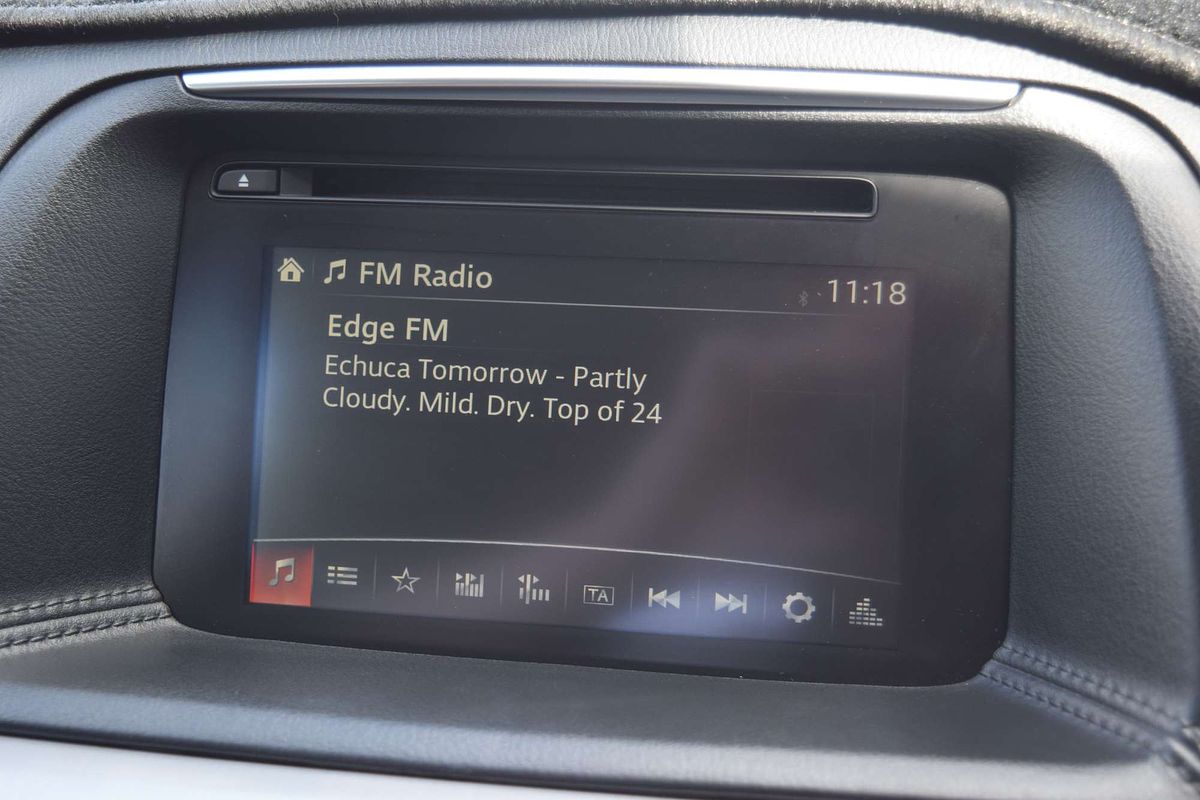 FM Radio
11:18
Edge FM
Echuca Tomorrow - Partly
Cloudy. Mild. Dry. Top of 24
TA